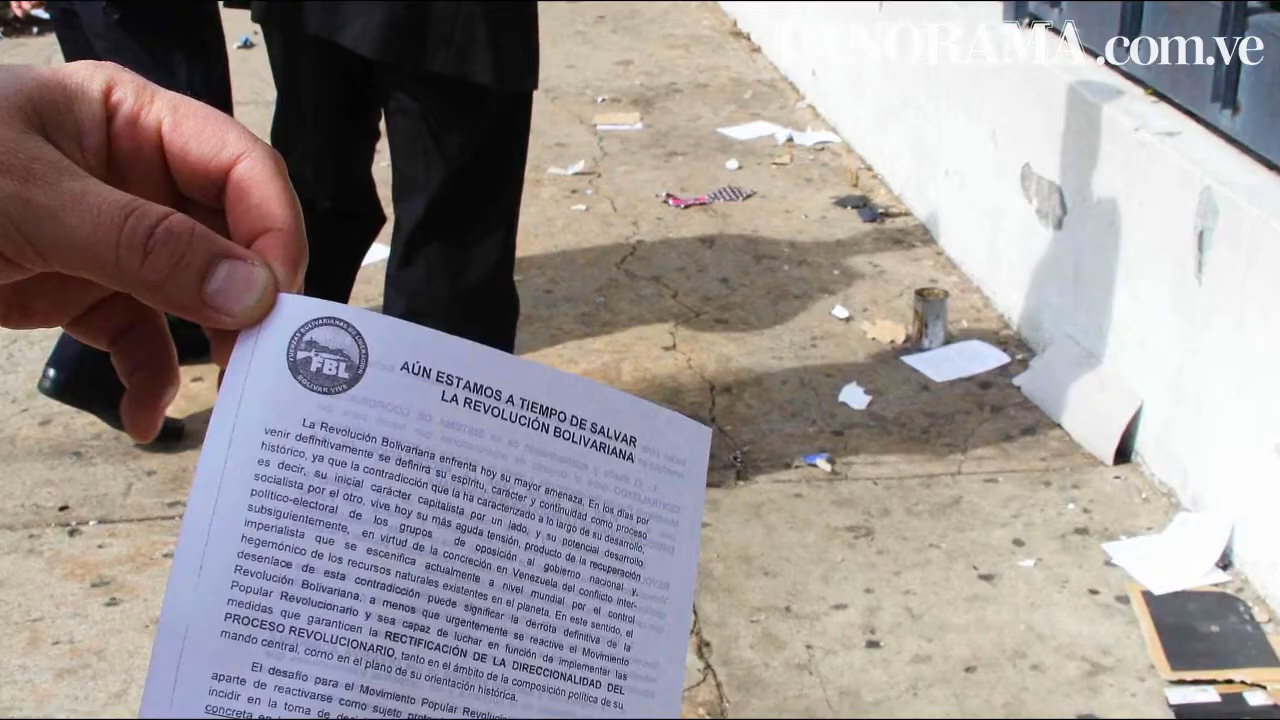 PANORAMA.com.ve
FUERZAS BOLIVARIANAS DE LIBERACIÓN
FBL
BOLIVAR VIVE
AÚN ESTAMOS A TIEMPO DE SALVAR
LA REVOLUCIÓN BOLIVARIANA
La Revolución Bolivariana enfrenta hoy su mayor amenaza. En los días por
venir definitivamente se definirá su espíritu, carácter y continuidad como proceso
histórico, ya que la contradicción que la ha caracterizado a lo largo de su desarrollo,
es decir, su inicial carácter capitalista por un lado, y su potencial desarrollo
socialista por el otro, vive hoy su más aguda tensión, producto de la recuperación
político-electoral de los grupos de oposición al gobierno nacional y,
subsiguientemente, en virtud de la concreción en Venezuela del conflicto inter-
imperialista que se escenifica actualmente a nivel mundial por el control
hegemónico de los recursos naturales existentes en el planeta. En este sentido, el
desenlace de esta contradicción puede significar la derrota definitiva de la
Revolución Bolivariana, a menos que urgentemente se reactive el Movimiento
Popular Revolucionario y sea capaz de luchar en función de implementar las
medidas que garanticen la RECTIFICACIÓN DE LA DIRECCIONALIDAD DEL
PROCESO REVOLUCIONARIO, tanto en el ámbito de la composición política de su
mando central, como en el plano de su orientación histórica.
El desafío para el Movimiento Popular
aparte de reactivarse como sujeto
incidir en la toma de
concreta en